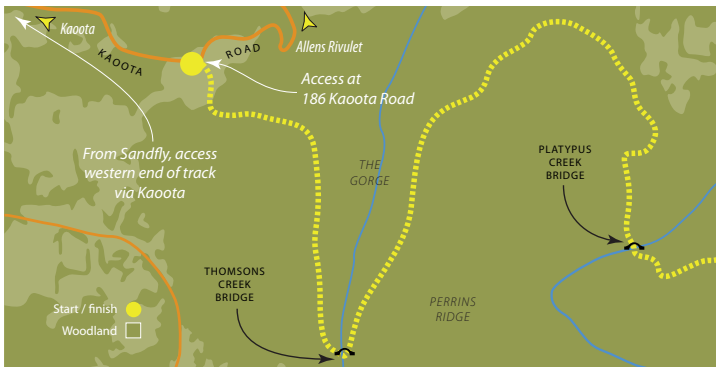 Kaoota
KAOOTA
ROAD
Allens Rivulet
Access at
186 Kaoota Road
From Sandfly, access
western end of track
via Kaoota
THE
GORGE
PLATYPUS
CREEK
BRIDGE
THOMSONS
CREEK
BRIDGE
PERRINS
RIDGE
Start / finish
Woodland